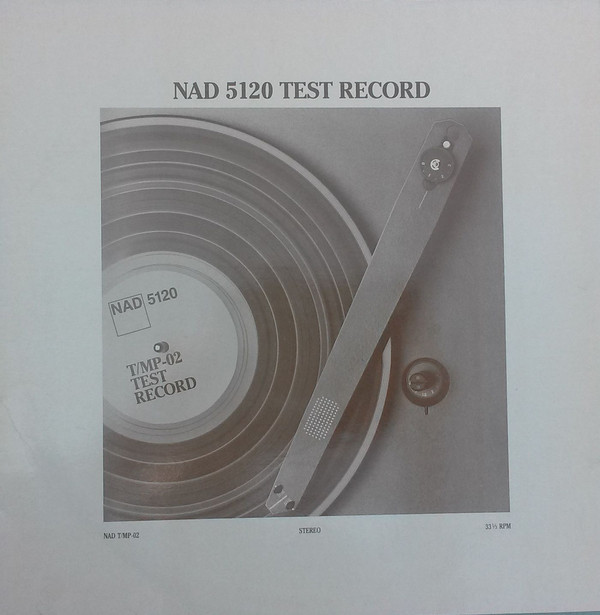 NAD 5120 TEST RECORD
NAD 5120
T/MP-02
TEST
RECORD
NAD T/MP-02
STEREO
33⅓ RPM